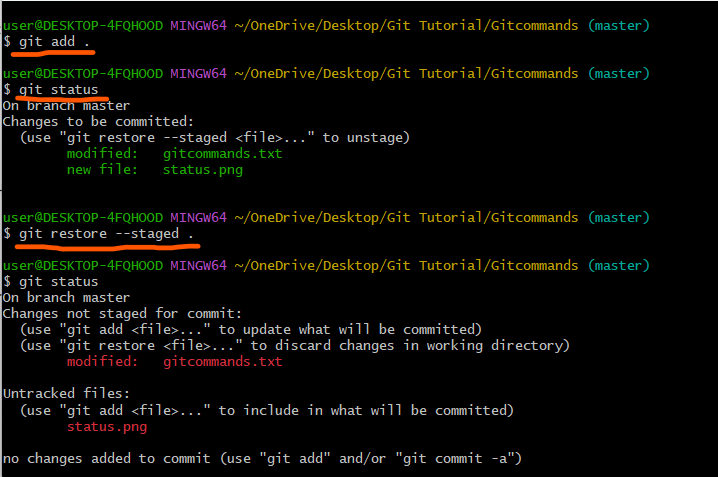 user@DESKTOP-4FQHOOD MINGW64 ~/OneDrive/Desktop/Git Tutorial/Gitcommands (master)
$ git add .
user@DESKTOP-4FQHOOD MINGW64 ~/OneDrive/Desktop/Git Tutorial/Gitcommands (master)
$ git status
On branch master
Changes to be committed:
  (use "git restore --staged <file>..." to unstage)
        modified:   gitcommands.txt
        new file:   status.png
user@DESKTOP-4FQHOOD MINGW64 ~/OneDrive/Desktop/Git Tutorial/Gitcommands (master)
$ git restore --staged .
user@DESKTOP-4FQHOOD MINGW64 ~/OneDrive/Desktop/Git Tutorial/Gitcommands (master)
$ git status
On branch master
Changes not staged for commit:
  (use "git add <file>..." to update what will be committed)
  (use "git restore <file>..." to discard changes in working directory)
        modified:   gitcommands.txt
Untracked files:
  (use "git add <file>..." to include in what will be committed)
        status.png
no changes added to commit (use "git add" and/or "git commit -a")